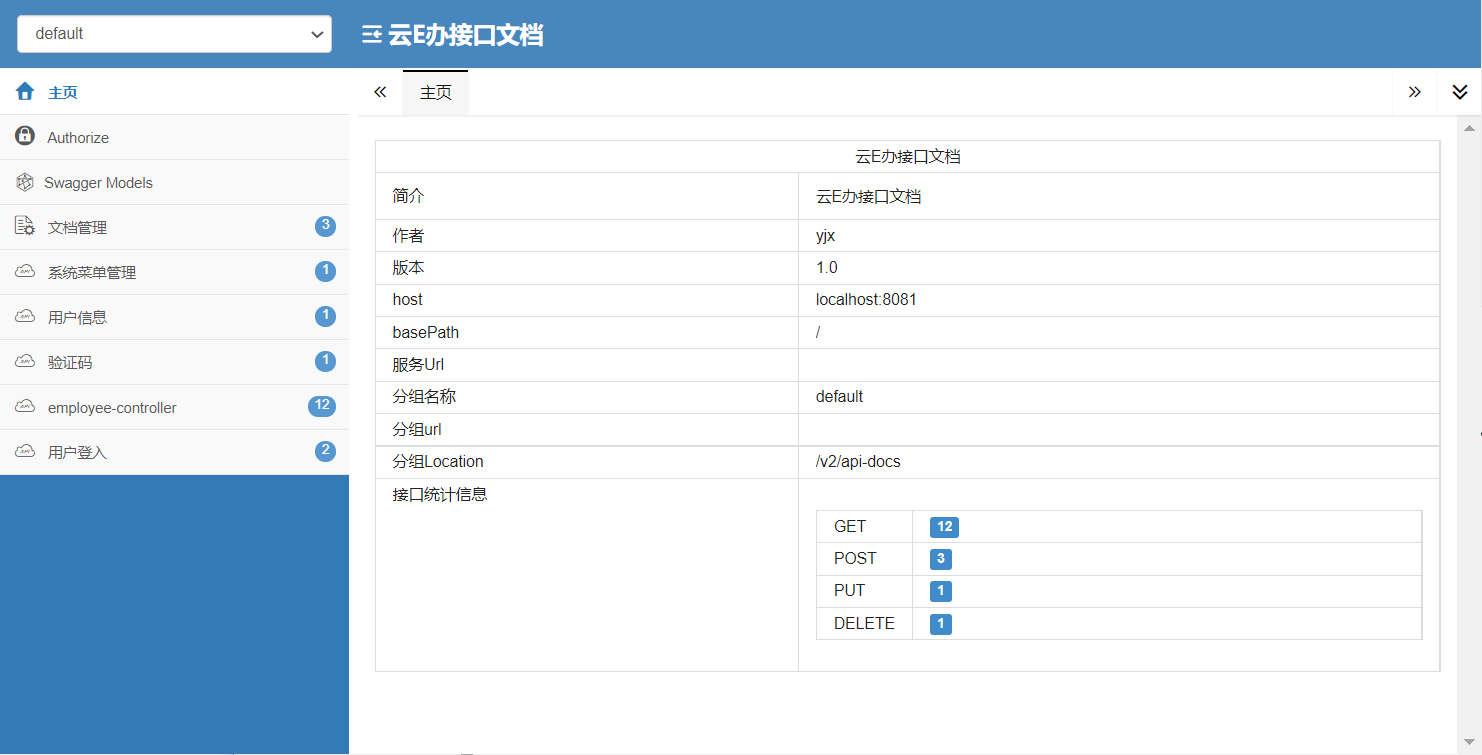 default
云E办接口文档
主页
Authorize
Swagger Models
文档管理 3
系统菜单管理 1
用户信息 1
验证码 1
employee-controller 12
用户登入 2
主页
云E办接口文档
简介 云E办接口文档
作者 yjx
版本 1.0
host localhost:8081
basePath /
服务Url
分组名称 default
分组url
分组Location /v2/api-docs
接口统计信息
GET 12
POST 3
PUT 1
DELETE 1